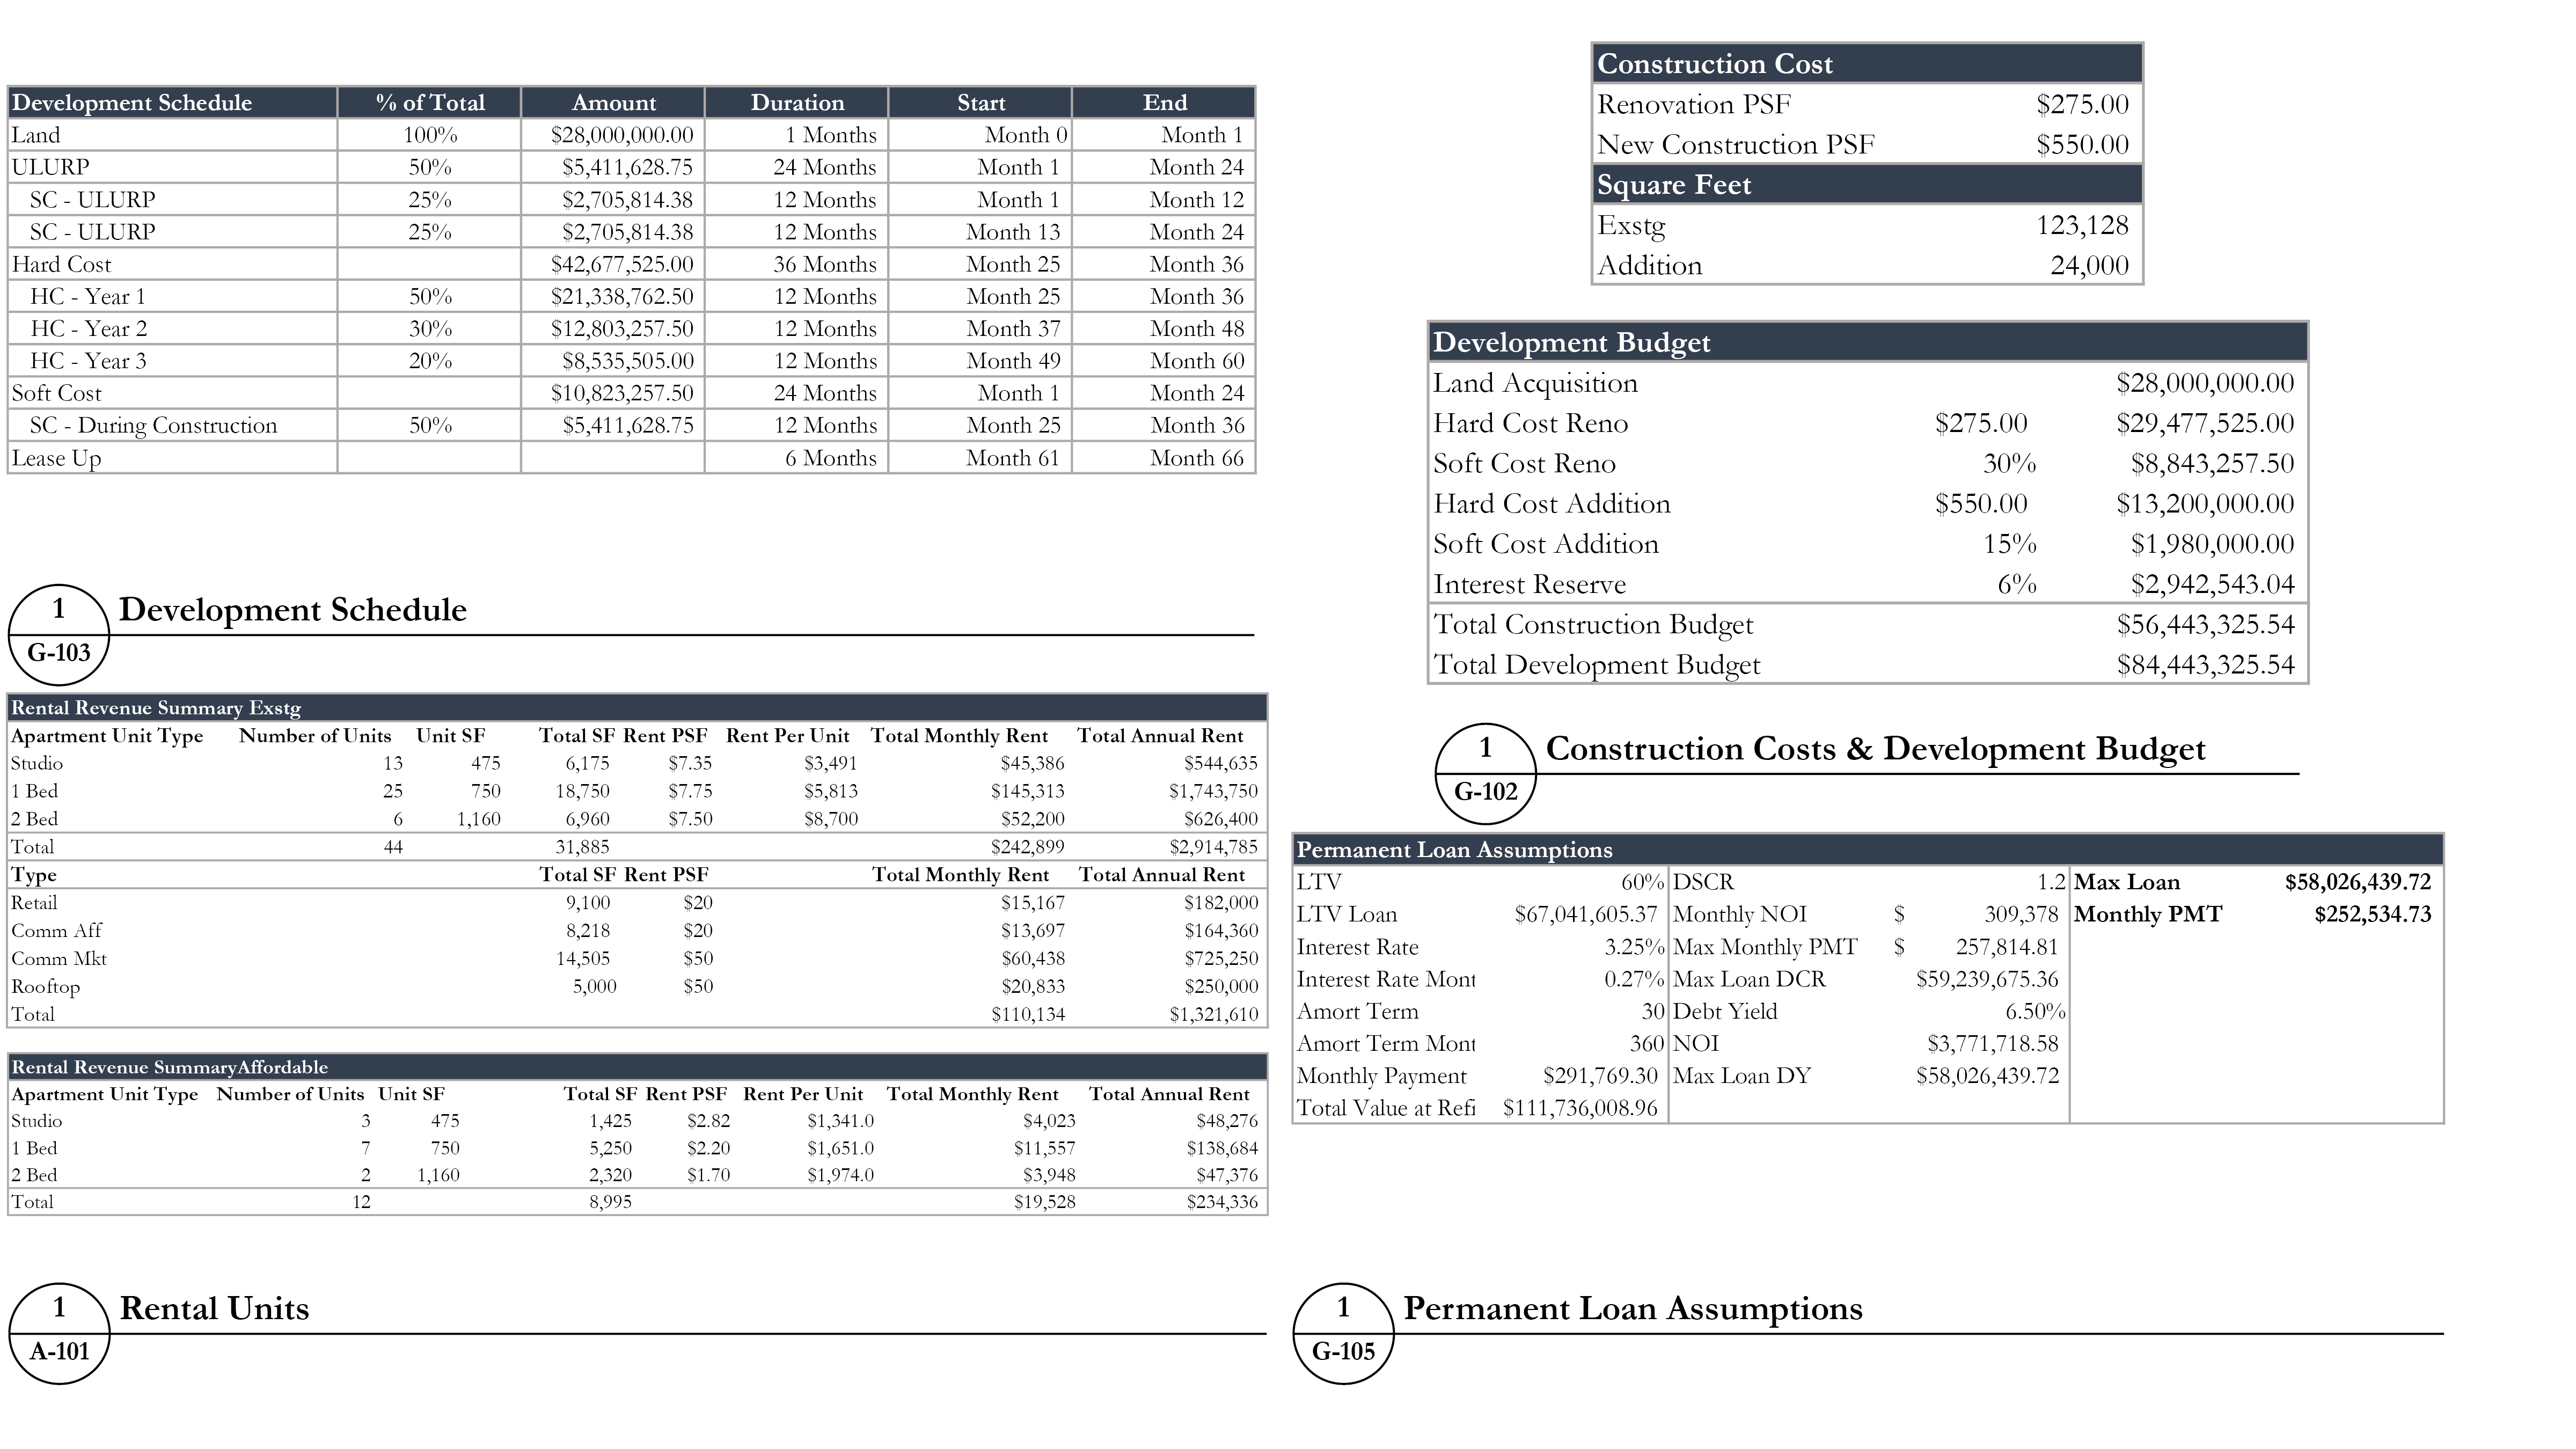 Development Schedule % of Total Amount Duration Start End
Land 100% $28,000,000.00 1 Months Month 0 Month 1
ULURP 50% $5,411,628.75 24 Months Month 1 Month 24
SC - ULURP 25% $2,705,814.38 12 Months Month 1 Month 12
SC - ULURP 25% $2,705,814.38 12 Months Month 13 Month 24
Hard Cost $42,677,525.00 36 Months Month 25 Month 36
HC - Year 1 50% $21,338,762.50 12 Months Month 25 Month 36
HC - Year 2 30% $12,803,257.50 12 Months Month 37 Month 48
HC - Year 3 20% $8,535,505.00 12 Months Month 49 Month 60
Soft Cost $10,823,257.50 24 Months Month 1 Month 24
SC - During Construction 50% $5,411,628.75 12 Months Month 25 Month 36
Lease Up 6 Months Month 61 Month 66
1 Development Schedule
G-103
Construction Cost
Renovation PSF $275.00
New Construction PSF $550.00
Square Feet
Exstg 123,128
Addition 24,000
Development Budget
Land Acquisition $28,000,000.00
Hard Cost Reno $275.00 $29,477,525.00
Soft Cost Reno 30% $8,843,257.50
Hard Cost Addition $550.00 $13,200,000.00
Soft Cost Addition 15% $1,980,000.00
Interest Reserve 6% $2,942,543.04
Total Construction Budget $56,443,325.54
Total Development Budget $84,443,325.54
1 Construction Costs & Development Budget
G-102
Rental Revenue Summary Exstg
Apartment Unit Type Number of Units Unit SF Total SF Rent PSF Rent Per Unit Total Monthly Rent Total Annual Rent
Studio 13 475 6,175 $7.35 $3,491 $45,386 $544,635
1 Bed 25 750 18,750 $7.75 $5,813 $145,313 $1,743,750
2 Bed 6 1,160 6,960 $7.50 $8,700 $52,200 $626,400
Total 44 31,885 $242,899 $2,914,785
Type Total SF Rent PSF Total Monthly Rent Total Annual Rent
Retail 9,100 $20 $15,167 $182,000
Comm Aff 8,218 $20 $13,697 $164,360
Comm Mkt 14,505 $50 $60,438 $725,250
Rooftop 5,000 $50 $20,833 $250,000
Total $110,134 $1,321,610
Rental Revenue SummaryAffordable
Apartment Unit Type Number of Units Unit SF Total SF Rent PSF Rent Per Unit Total Monthly Rent Total Annual Rent
Studio 3 475 1,425 $2.82 $1,341.0 $4,023 $48,276
1 Bed 7 750 5,250 $2.20 $1,651.0 $11,557 $138,684
2 Bed 2 1,160 2,320 $1.70 $1,974.0 $3,948 $47,376
Total 12 8,995 $19,528 $234,336
1 Rental Units
A-101
Permanent Loan Assumptions
LTV 60% DSCR 1.2 Max Loan $58,026,439.72
LTV Loan $67,041,605.37 Monthly NOI $ 309,378 Monthly PMT $252,534.73
Interest Rate 3.25% Max Monthly PMT $ 257,814.81
Interest Rate Mont 0.27% Max Loan DCR $59,239,675.36
Amort Term 30 Debt Yield 6.50%
Amort Term Mont 360 NOI $3,771,718.58
Monthly Payment $291,769.30 Max Loan DY $58,026,439.72
Total Value at Refi $111,736,008.96
1 Permanent Loan Assumptions
G-105